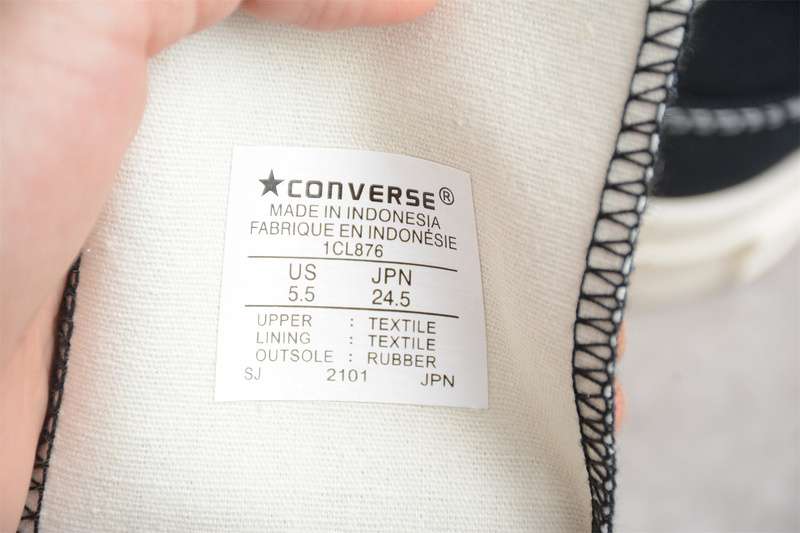 ★CONVERSE®
MADE IN INDONESIA
FABRIQUE EN INDONÉSIE
1CL876
US JPN
5.5 24.5
UPPER : TEXTILE
LINING : TEXTILE
OUTSOLE : RUBBER
SJ 2101 JPN